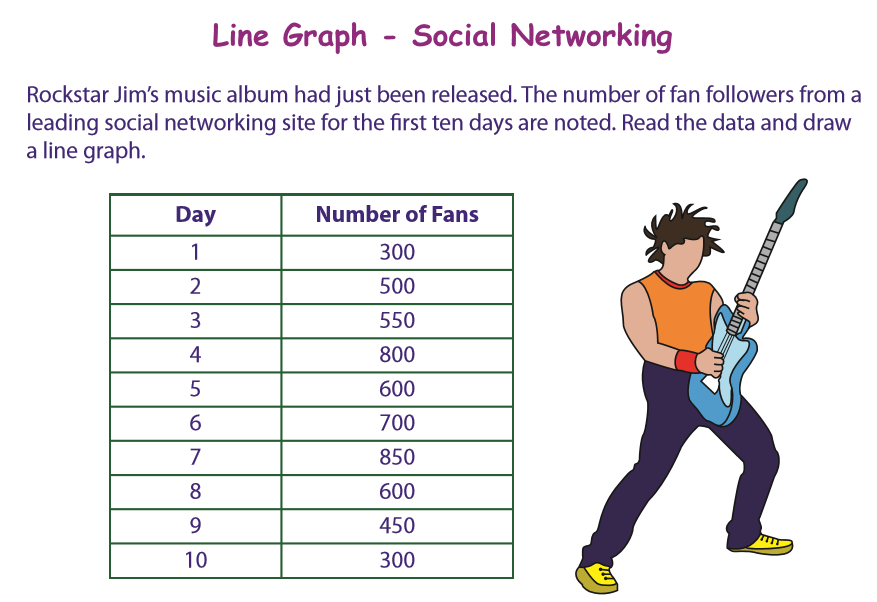 Line Graph - Social Networking
Rockstar Jim’s music album had just been released. The number of fan followers from a
leading social networking site for the first ten days are noted. Read the data and draw
a line graph.
Day Number of Fans
1 300
2 500
3 550
4 800
5 600
6 700
7 850
8 600
9 450
10 300